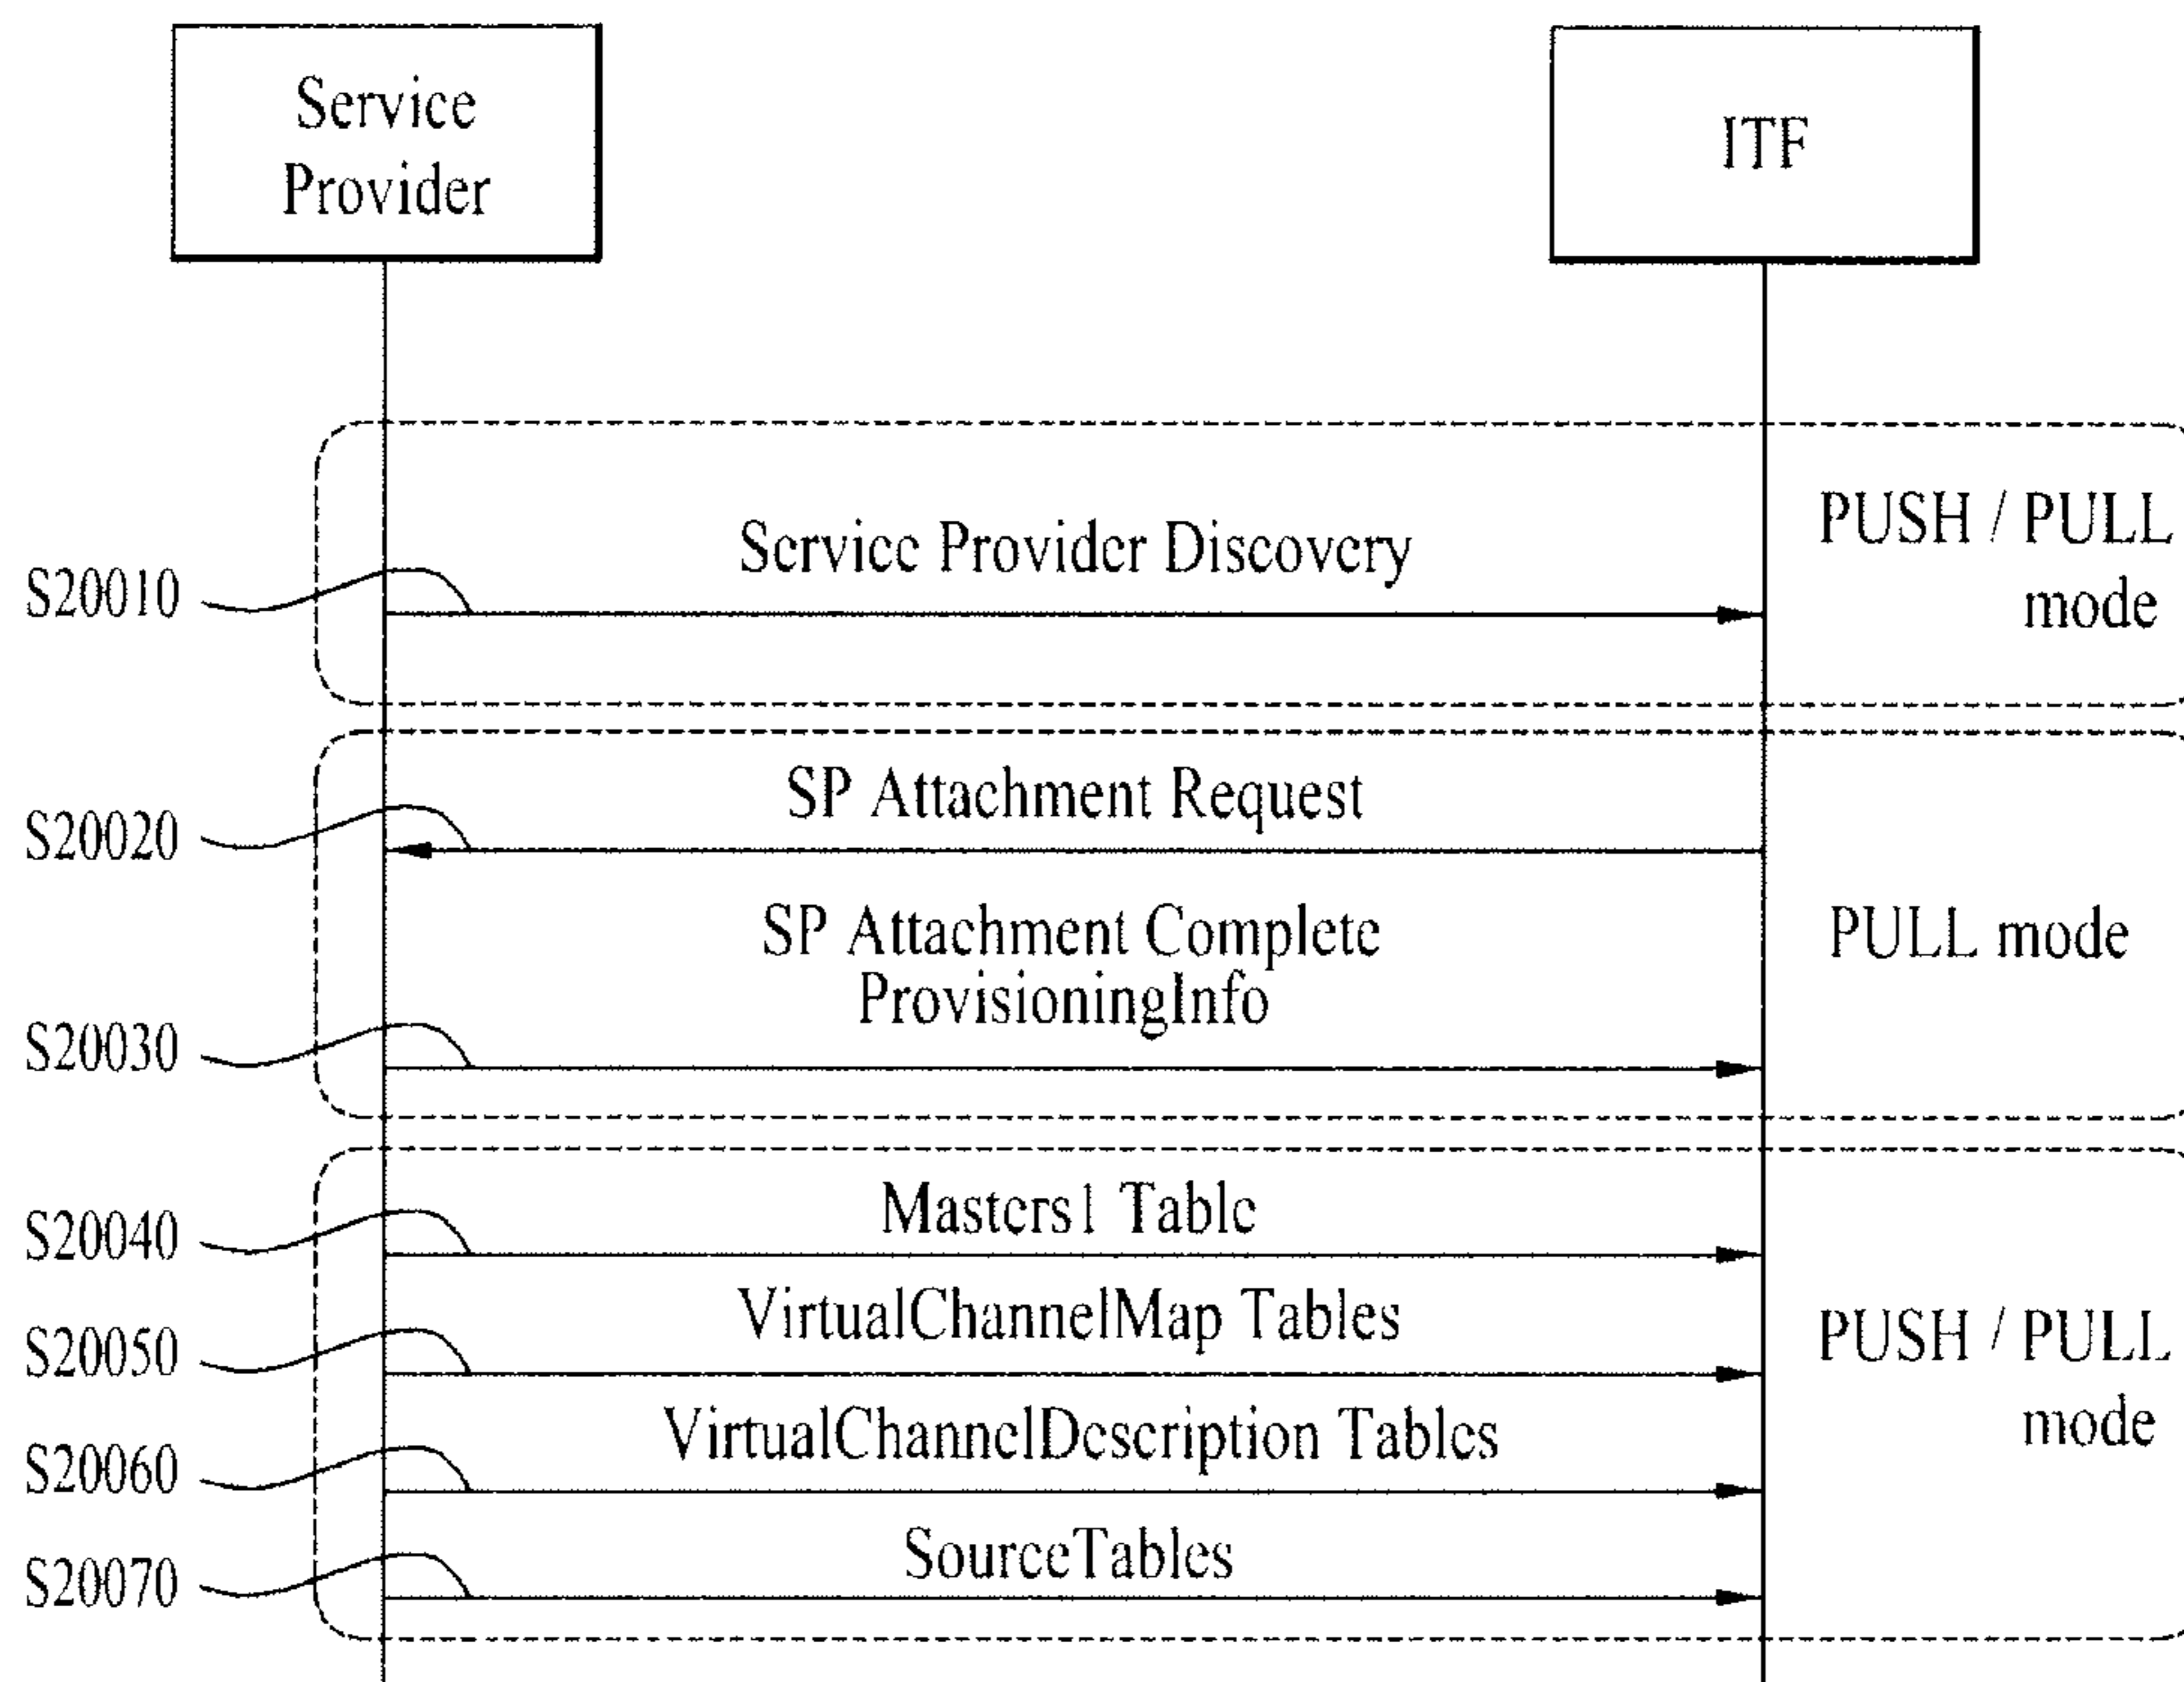 Service
Provider
ITF
Service Provider Discovery
PUSH / PULL
mode
S20010
SP Attachment Request
S20020
SP Attachment Complete
ProvisioningInfo
PULL mode
S20030
Masters1 Table
S20040
VirtualChannelMap Tables
S20050
PUSH / PULL
mode
VirtualChannelDescription Tables
S20060
SourceTables
S20070